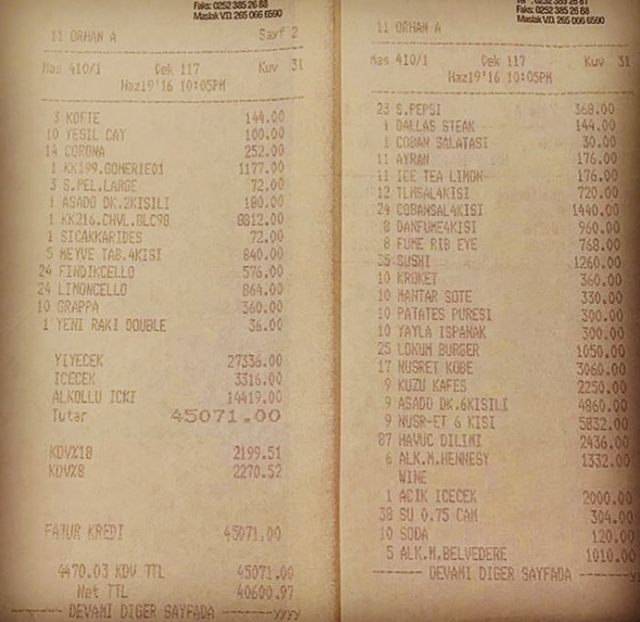 Faks: 0252 385 26 88
Maslak V.D. 265 066 6590
11 ORHAN A Sayf 2
Mas 410/1 Çek 117 Kuv 31
Haz19'16 10:05PM
3 KOFTE 144.00
10 YESIL CAY 100.00
14 CORONA 252.00
1 KK199.GOMERIE01 1177.00
3 S.PEL.LARGE 72.00
1 ASADO DK.2KISILI 180.00
1 KK216.CHVL.BLC98 8812.00
1 SICAKKARIDES 72.00
5 MEYVE TAB.4KISI 840.00
24 FINDIKCELLO 576.00
24 LIMONCELLO 864.00
10 GRAPPA 360.00
1 YENI RAKI DOUBLE 36.00
YIYECEK 27336.00
ICECEK 3316.00
ALKOLLU ICKI 14419.00
Tutar 45071.00
KDV%18 2199.51
KDV%8 2270.52
FATUR KREDI 45071.00
4470.03 KDV TTL 45071.00
Net TTL 40600.97
------ DEVAMI DIGER SAYFADA ------yyyy
Faks: 0252 385 26 88
Maslak V.D. 265 066 6590
11 ORHAN A
Mas 410/1 Çek 117 Kuv 31
Haz19'16 10:05PM
23 S.PEPSI 368.00
1 DALLAS STEAK 144.00
1 COBAN SALATASI 30.00
11 AYRAN 176.00
11 ICE TEA LIMON 176.00
12 TLMSAL4KISI 720.00
24 COBANSAL4KISI 1440.00
8 DANFUME4KISI 960.00
8 FUME RIB EYE 768.00
35 SUSHI 1260.00
10 KROKET 360.00
10 MANTAR SOTE 330.00
10 PATATES PURESI 300.00
10 YAYLA ISPANAK 300.00
25 LOKUM BURGER 1050.00
17 NUSRET KOBE 3060.00
9 KUZU KAFES 2250.00
9 ASADO DK.6KISILI 4860.00
9 NUSR-ET 6 KISI 5832.00
87 HAVUC DILIMI 2436.00
6 ALK.M.HENNESY 1332.00
WINE
1 ACIK ICECEK 2000.00
38 SU 0.75 CAM 304.00
10 SODA 120.00
5 ALK.M.BELVEDERE 1010.00
------ DEVAMI DIGER SAYFADA ------